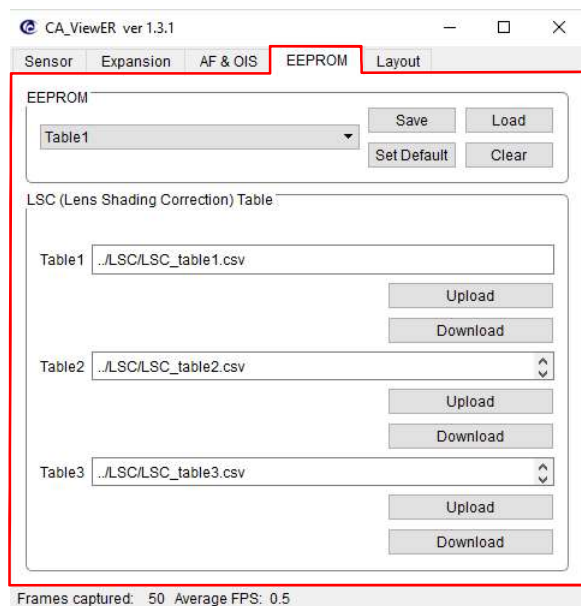 CA_ViewER ver 1.3.1
Sensor Expansion AF & OIS EEPROM Layout
EEPROM
Table1 Save Load
Set Default Clear
LSC (Lens Shading Correction) Table
Table1 ../LSC/LSC_table1.csv
Upload
Download
Table2 ../LSC/LSC_table2.csv
Upload
Download
Table3 ../LSC/LSC_table3.csv
Upload
Download
Frames captured: 50 Average FPS: 0.5